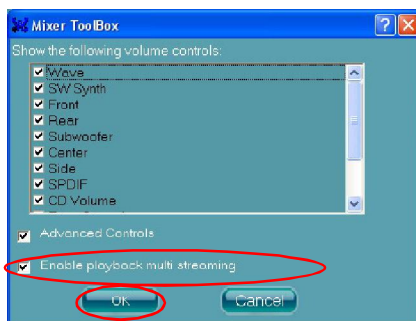 Mixer ToolBox
Show the following volume controls:
Wave
SW Synth
Front
Rear
Subwoofer
Center
Side
SPDIF
CD Volume
Advanced Controls
Enable playback multi streaming
OK
Cancel